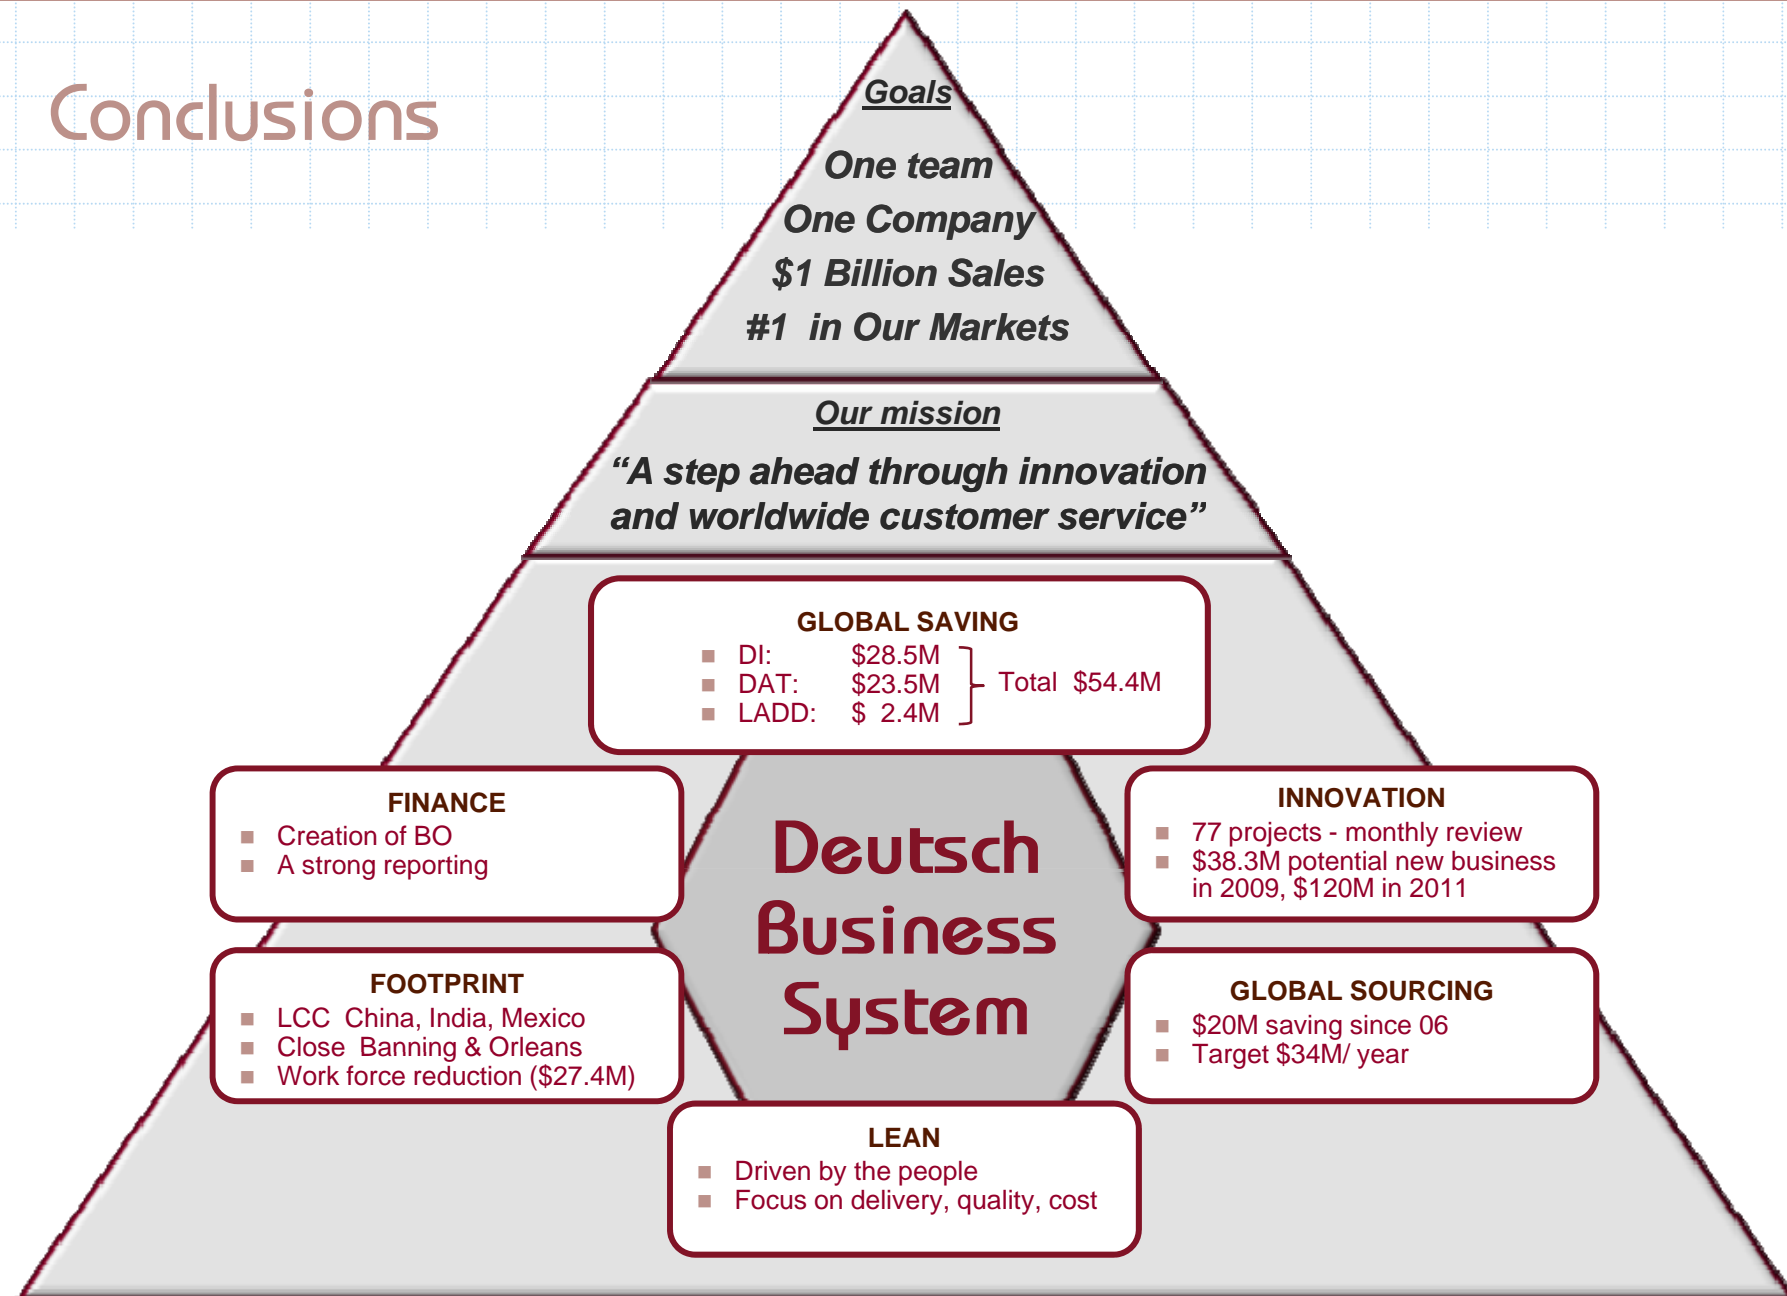 Conclusions
Goals
One team
One Company
$1 Billion Sales
#1 in Our Markets
Our mission
“A step ahead through innovation
and worldwide customer service”
GLOBAL SAVING
DI: $28.5M
DAT: $23.5M
LADD: $ 2.4M
Total $54.4M
FINANCE
Creation of BO
A strong reporting
INNOVATION
77 projects - monthly review
$38.3M potential new business
in 2009, $120M in 2011
Deutsch
Business
System
FOOTPRINT
LCC China, India, Mexico
Close Banning & Orleans
Work force reduction ($27.4M)
GLOBAL SOURCING
$20M saving since 06
Target $34M/ year
LEAN
Driven by the people
Focus on delivery, quality, cost